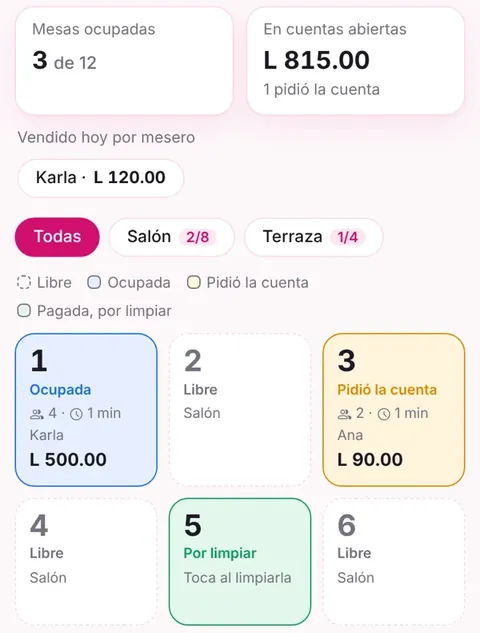 Mesas ocupadas
3 de 12
En cuentas abiertas
L 815.00
1 pidió la cuenta
Vendido hoy por mesero
Karla · L 120.00
Todas
Salón 2/8
Terraza 1/4
Libre
Ocupada
Pidió la cuenta
Pagada, por limpiar
1
Ocupada
4 · 1 min
Karla
L 500.00
2
Libre
Salón
3
Pidió la cuenta
2 · 1 min
Ana
L 90.00
4
Libre
Salón
5
Por limpiar
Toca al limpiarla
6
Libre
Salón